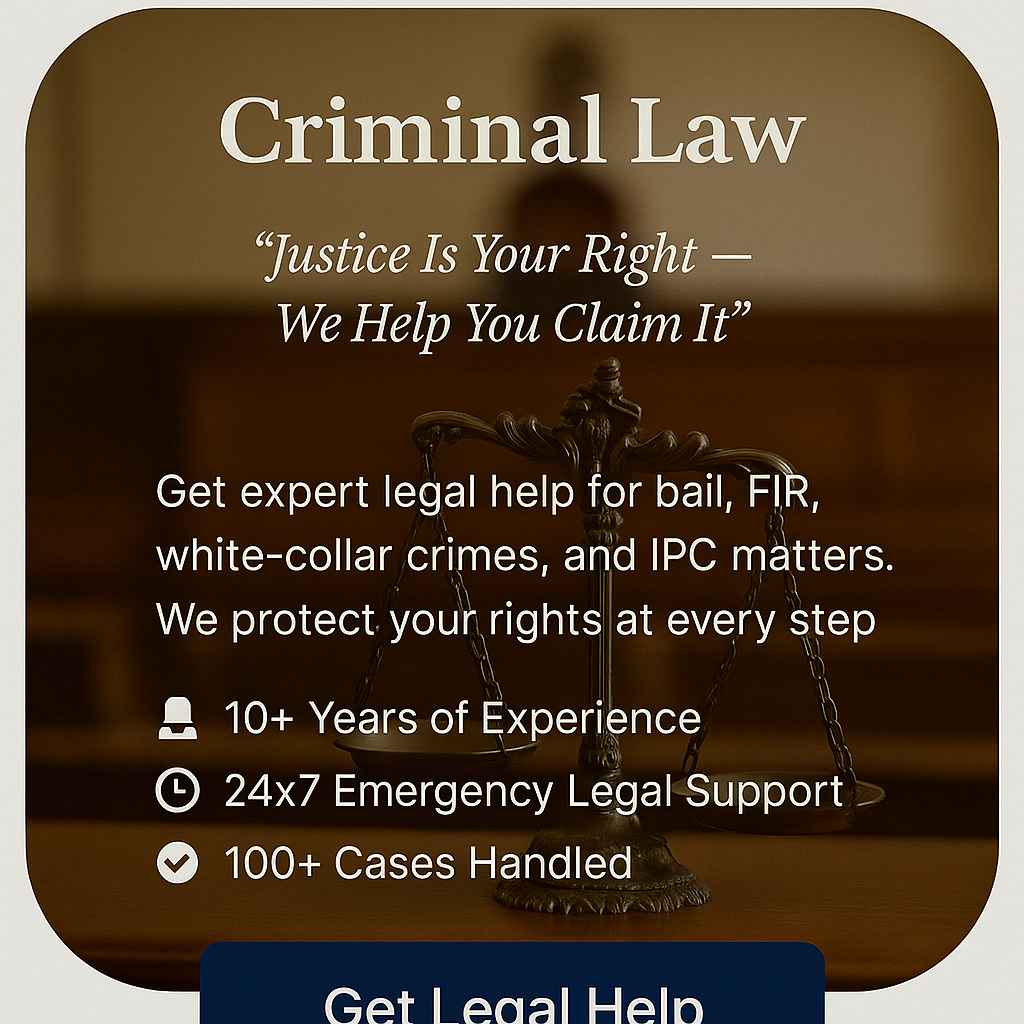 Criminal Law
“Justice Is Your Right —
We Help You Claim It”
Get expert legal help for bail, FIR,
white-collar crimes, and IPC matters.
We protect your rights at every step
10+ Years of Experience
24x7 Emergency Legal Support
100+ Cases Handled
Get Legal Help